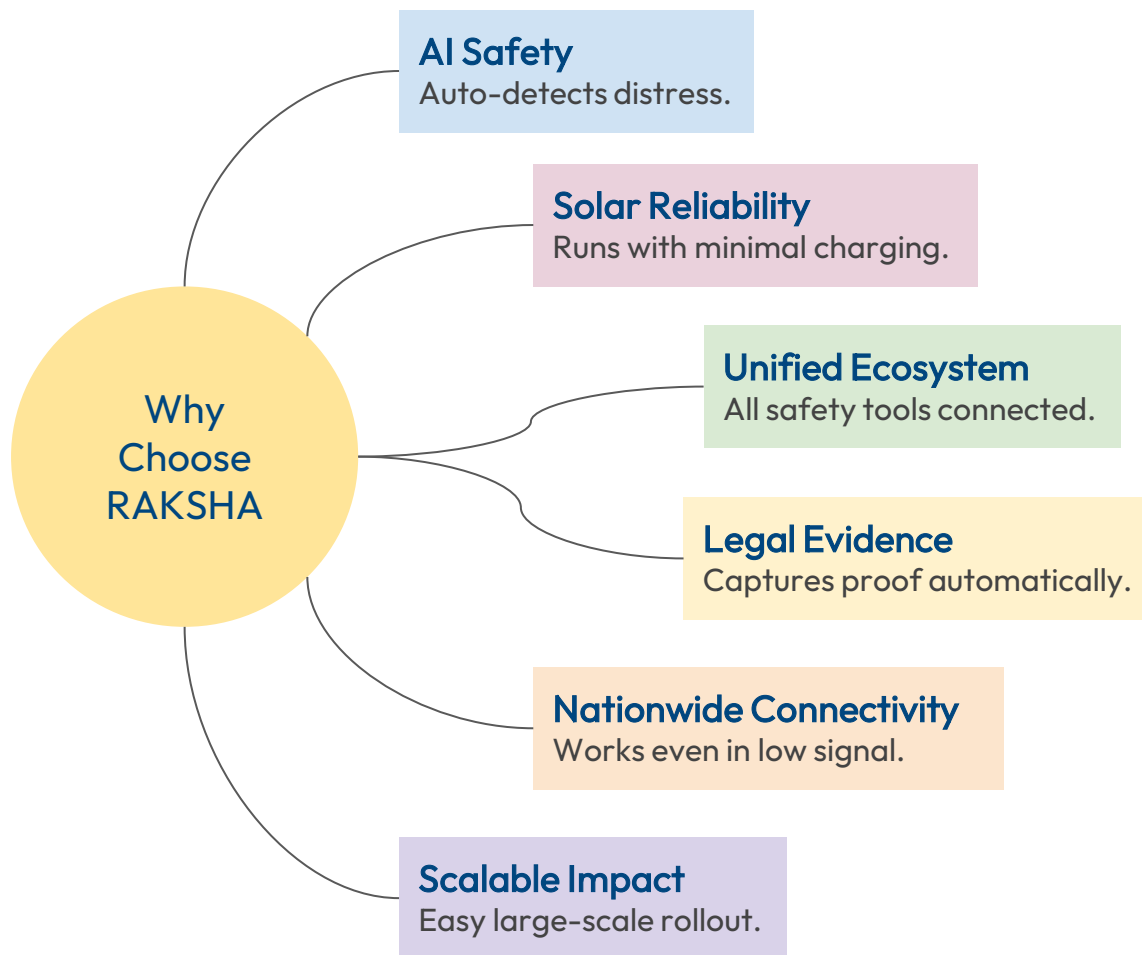 AI Safety
Auto-detects distress.
Solar Reliability
Runs with minimal charging.
Unified Ecosystem
All safety tools connected.
Why
Choose
RAKSHA
Legal Evidence
Captures proof automatically.
Nationwide Connectivity
Works even in low signal.
Scalable Impact
Easy large-scale rollout.